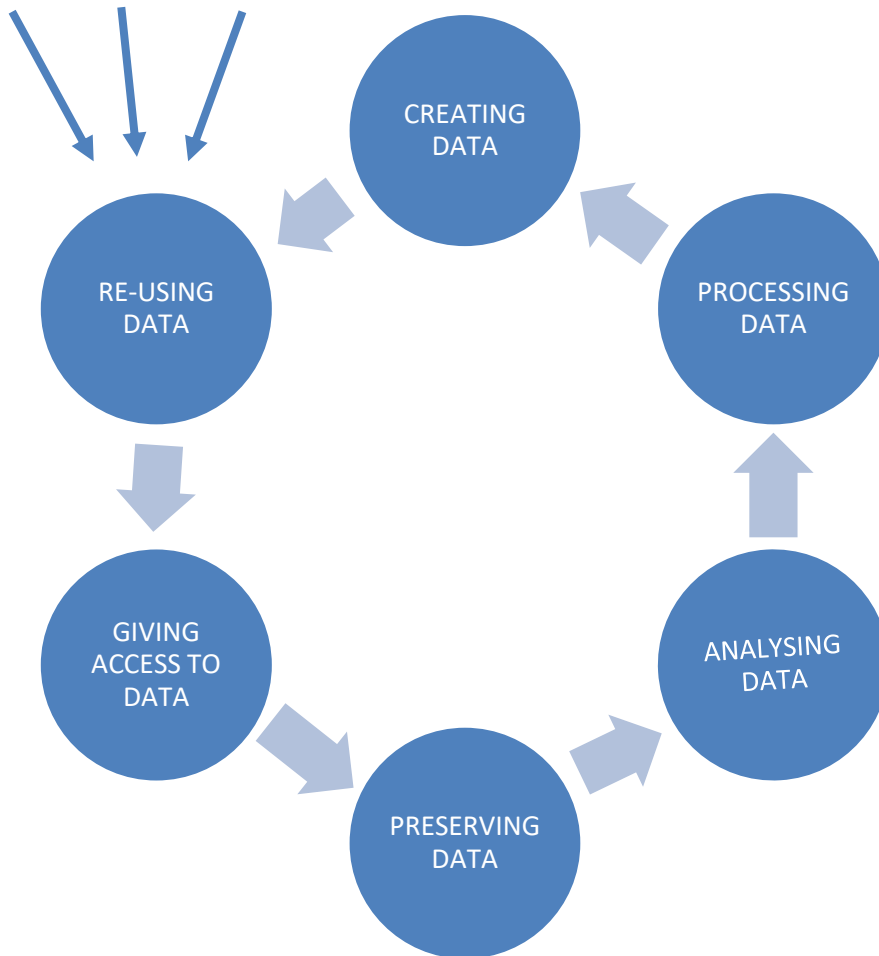 CREATING
DATA
RE-USING
DATA
PROCESSING
DATA
GIVING
ACCESS TO
DATA
ANALYSING
DATA
PRESERVING
DATA